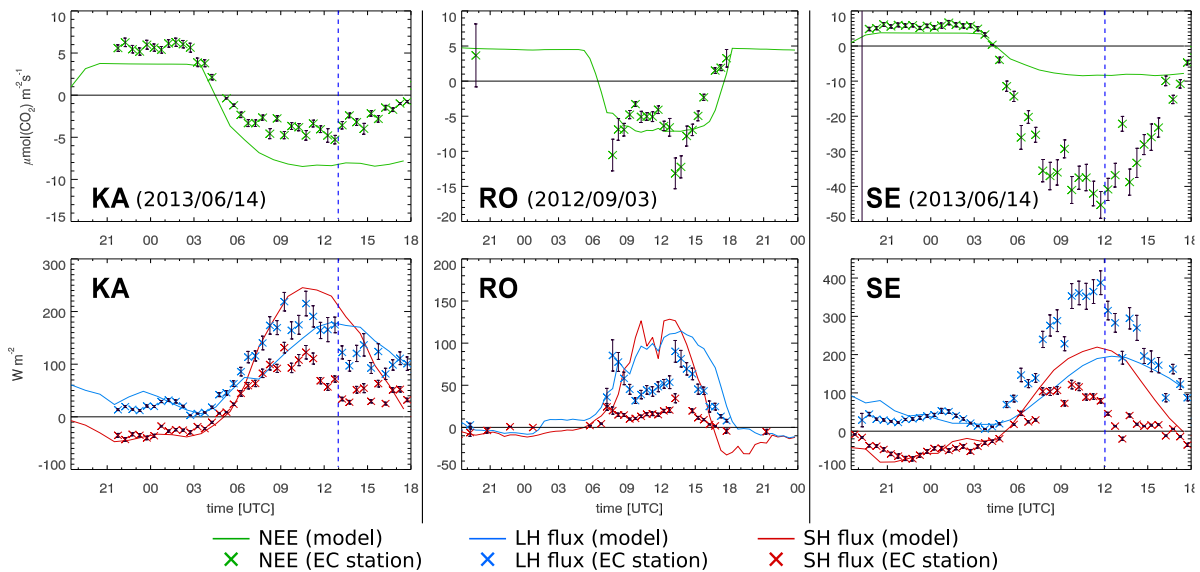 10
5
0
-5
-10
-15
μmol(CO₂) m⁻²s⁻¹
KA (2013/06/14)
21 00 03 06 09 12 15 18
10
5
0
-5
-10
-15
-20
RO (2012/09/03)
21 00 03 06 09 12 15 18 21 00
10
0
-10
-20
-30
-40
-50
SE (2013/06/14)
21 00 03 06 09 12 15 18
300
200
100
0
-100
W m⁻²
KA
21 00 03 06 09 12 15 18
time [UTC]
200
150
100
50
0
-50
RO
21 00 03 06 09 12 15 18 21 00
time [UTC]
400
300
200
100
0
-100
SE
21 00 03 06 09 12 15 18
time [UTC]
NEE (model) LH flux (model) SH flux (model)
NEE (EC station) LH flux (EC station) SH flux (EC station)